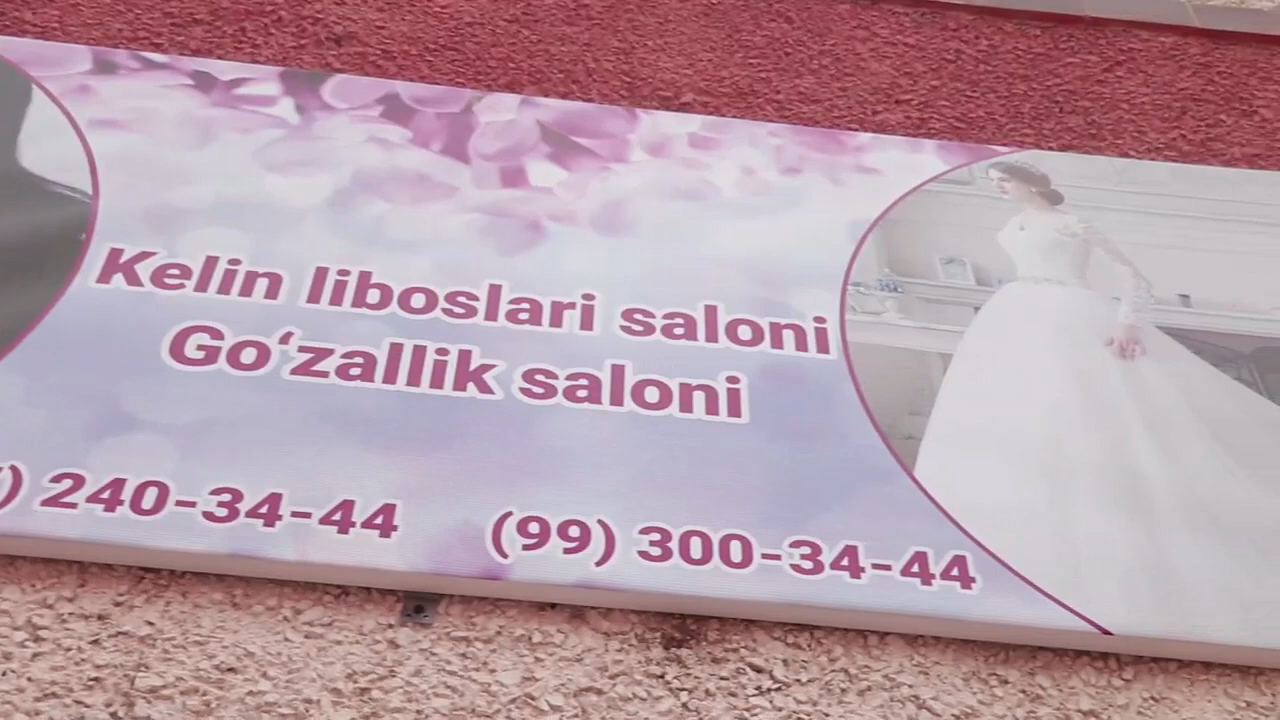 Kelin liboslari saloni
Go‘zallik saloni
) 240-34-44 (99) 300-34-44